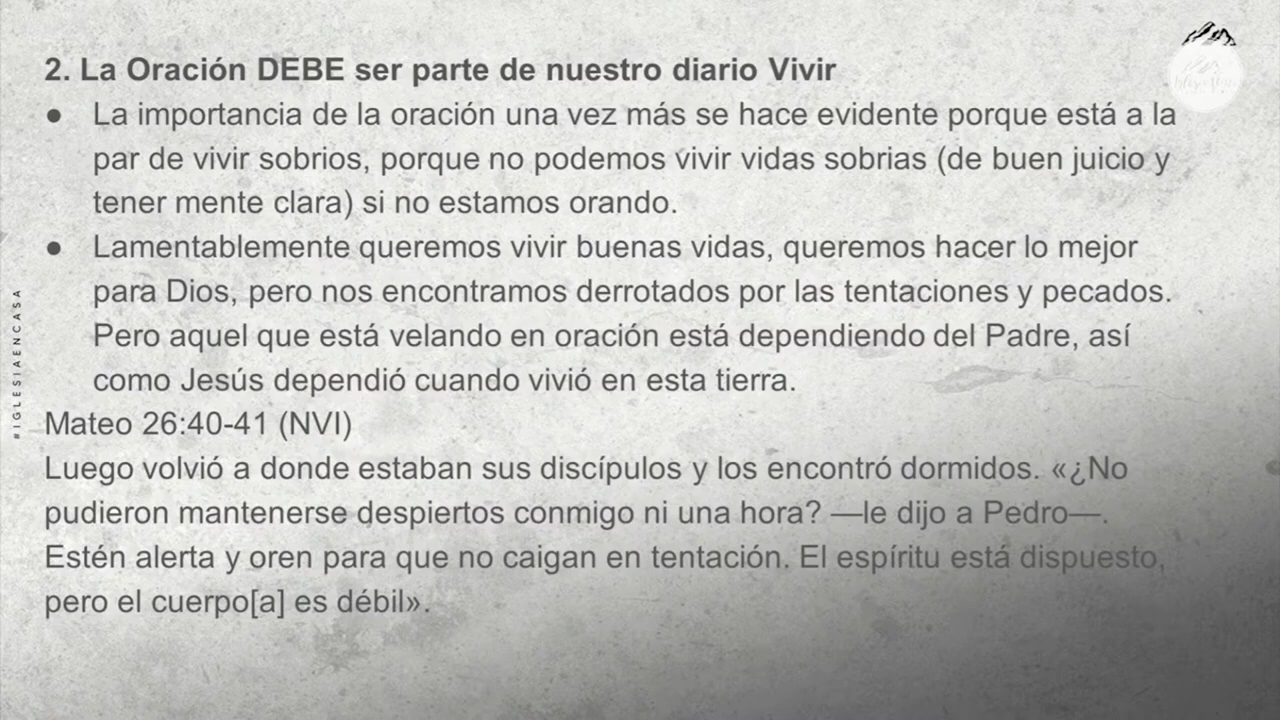 2. La Oración DEBE ser parte de nuestro diario Vivir
● La importancia de la oración una vez más se hace evidente porque está a la
par de vivir sobrios, porque no podemos vivir vidas sobrias (de buen juicio y
tener mente clara) si no estamos orando.
● Lamentablemente queremos vivir buenas vidas, queremos hacer lo mejor
para Dios, pero nos encontramos derrotados por las tentaciones y pecados.
Pero aquel que está velando en oración está dependiendo del Padre, así
como Jesús dependió cuando vivió en esta tierra.
Mateo 26:40-41 (NVI)
Luego volvió a donde estaban sus discípulos y los encontró dormidos. «¿No
pudieron mantenerse despiertos conmigo ni una hora? —le dijo a Pedro—.
Estén alerta y oren para que no caigan en tentación. El espíritu está dispuesto,
pero el cuerpo[a] es débil».
#IGLESIAENCASA